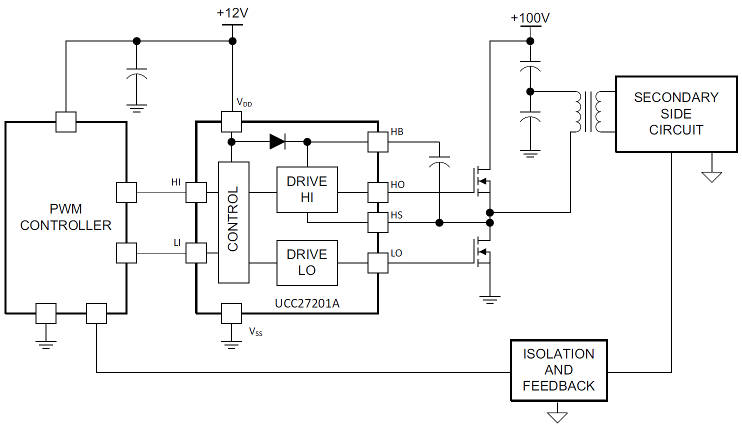 +12V
+100V
VDD
SECONDARY
SIDE
CIRCUIT
HB
HI
DRIVE
HI
HO
PWM
CONTROLLER
CONTROL
HS
LI
DRIVE
LO
LO
UCC27201A
VSS
ISOLATION
AND
FEEDBACK